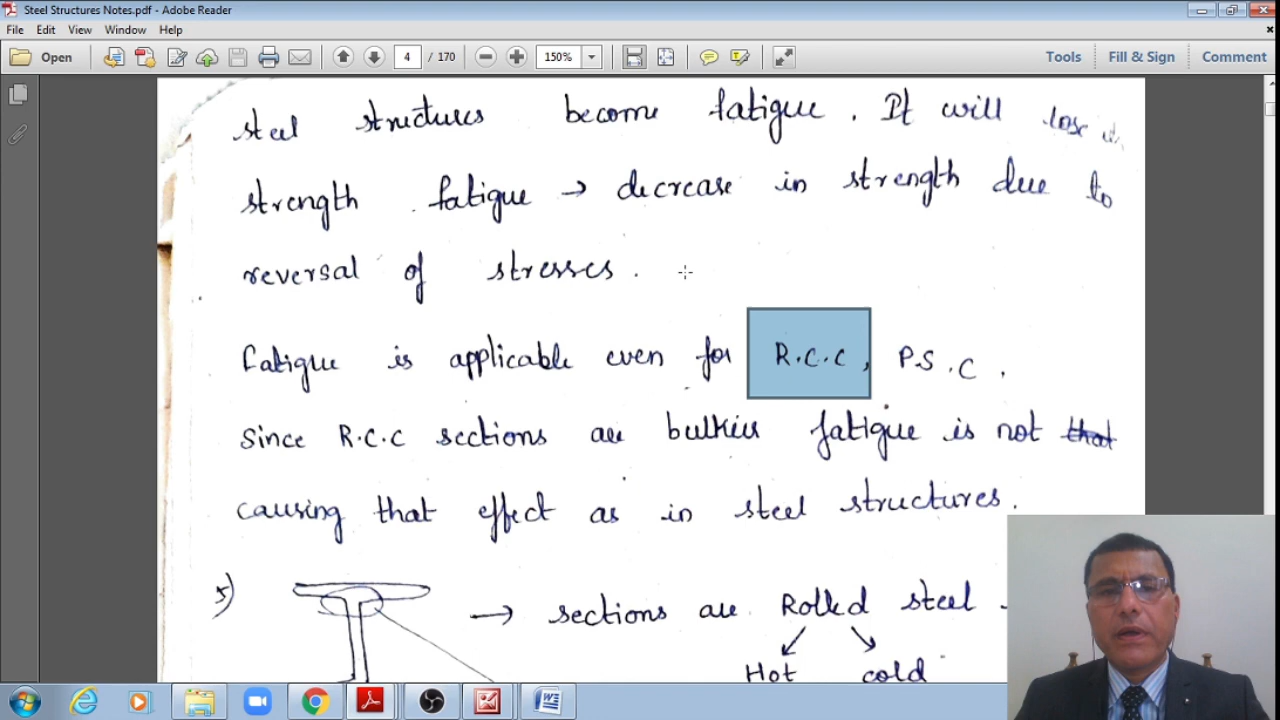 Steel Structures Notes.pdf - Adobe Reader
File Edit View Window Help
Open 4 / 170 150% Tools Fill & Sign Comment
steel structures become fatigue. It will lose
strength fatigue → decrease in strength due to
reversal of stresses.
Fatigue is applicable even for R.C.C, P.S.C.
Since R.C.C sections are bulkier fatigue is not that
causing that effect as in steel structures.
5) → sections are Rolled steel
Hot cold